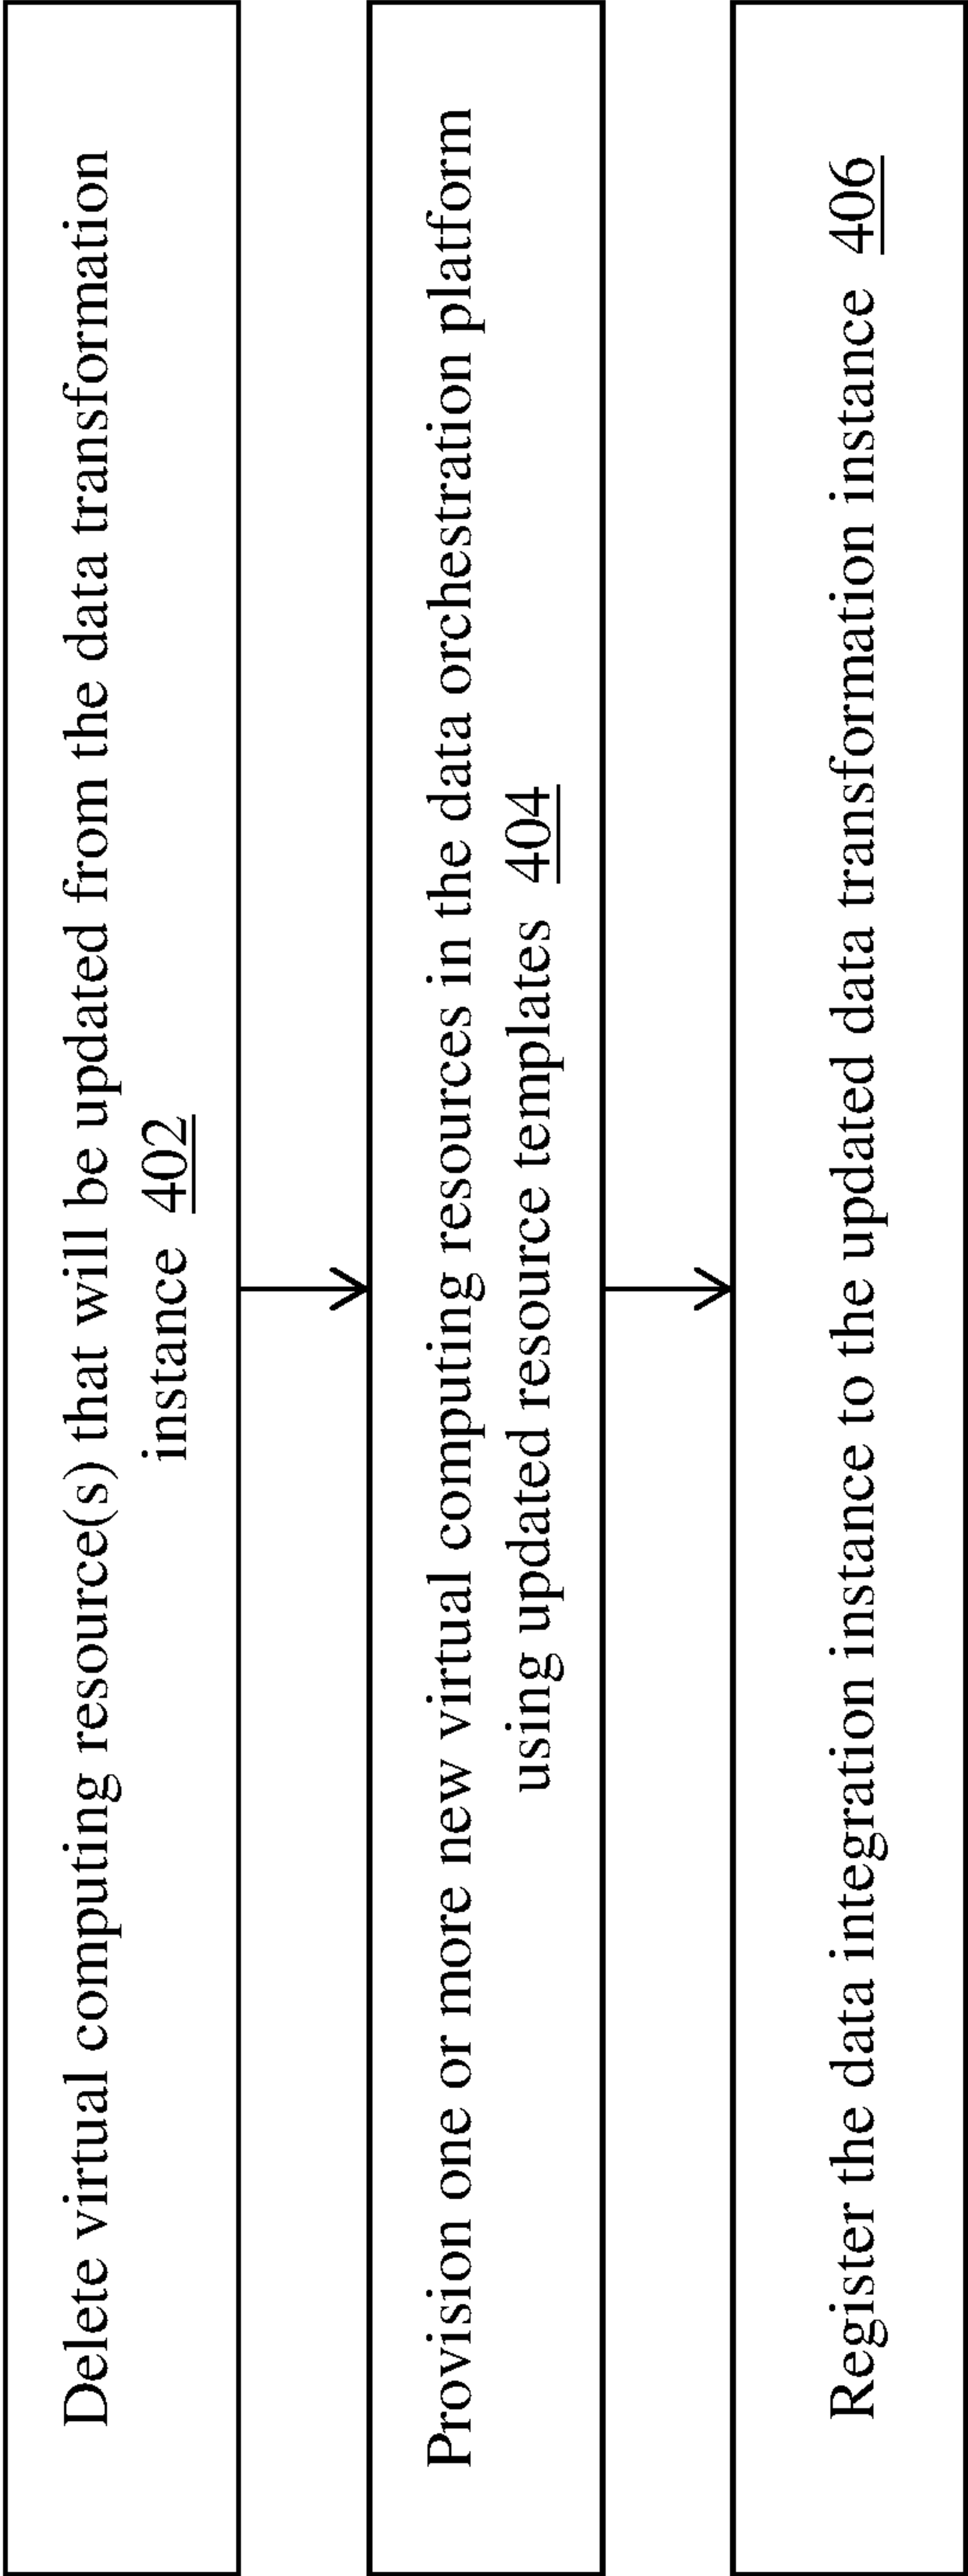 Delete virtual computing resource(s) that will be updated from the data transformation
instance 402
Provision one or more new virtual computing resources in the data orchestration platform
using updated resource templates 404
Register the data integration instance to the updated data transformation instance 406